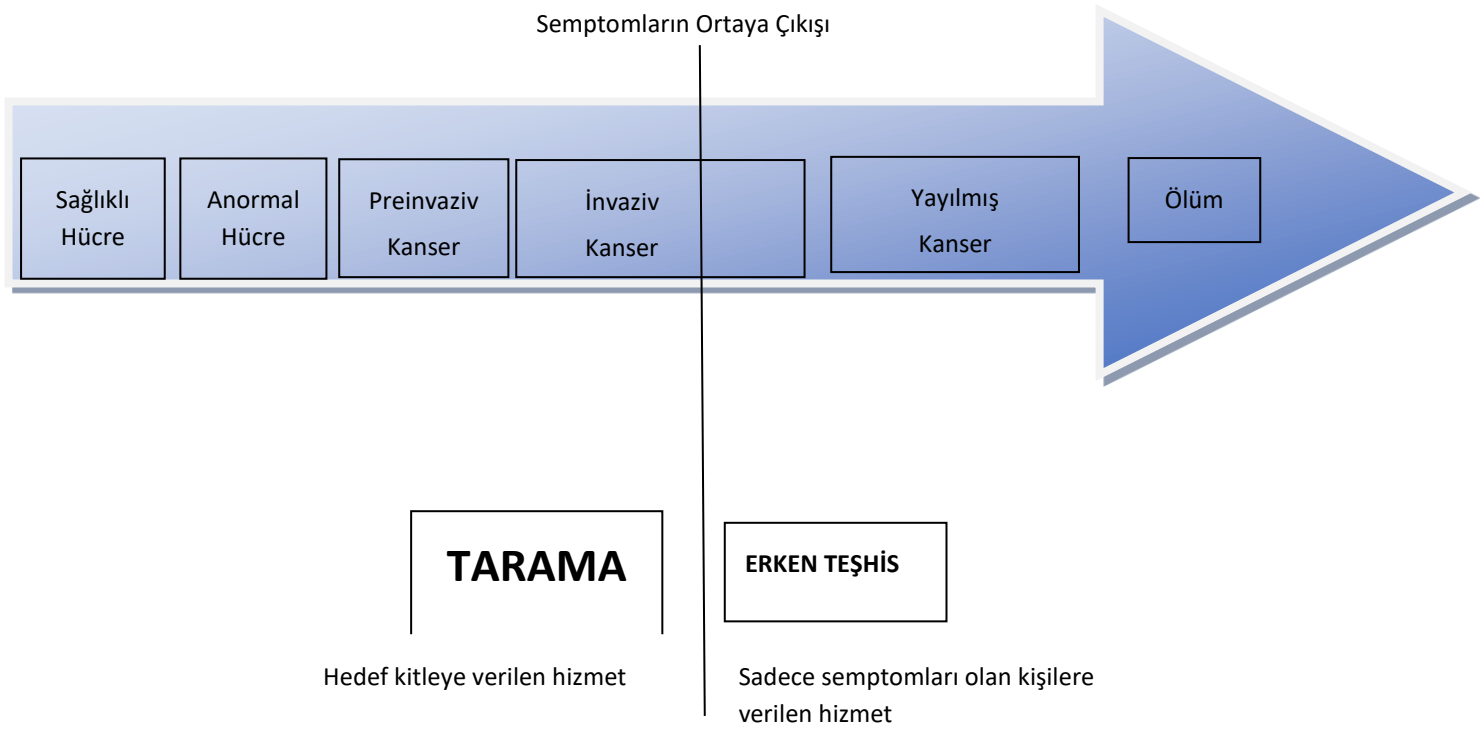 Semptomların Ortaya Çıkışı
Sağlıklı
Hücre
Anormal
Hücre
Preinvaziv
Kanser
İnvaziv
Kanser
Yayılmış
Kanser
Ölüm
TARAMA
ERKEN TEŞHİS
Hedef kitleye verilen hizmet
Sadece semptomları olan kişilere
verilen hizmet